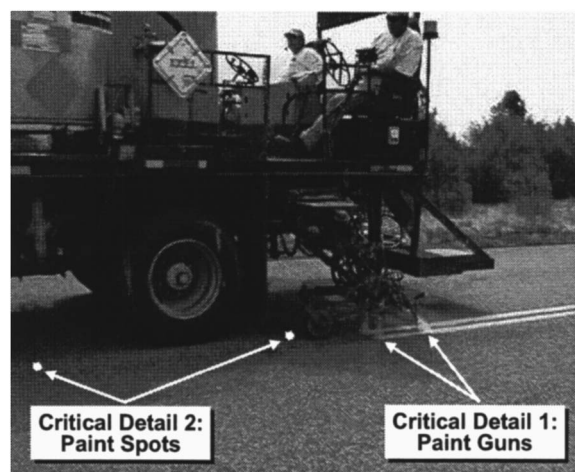 Critical Detail 2:
Paint Spots
Critical Detail 1:
Paint Guns